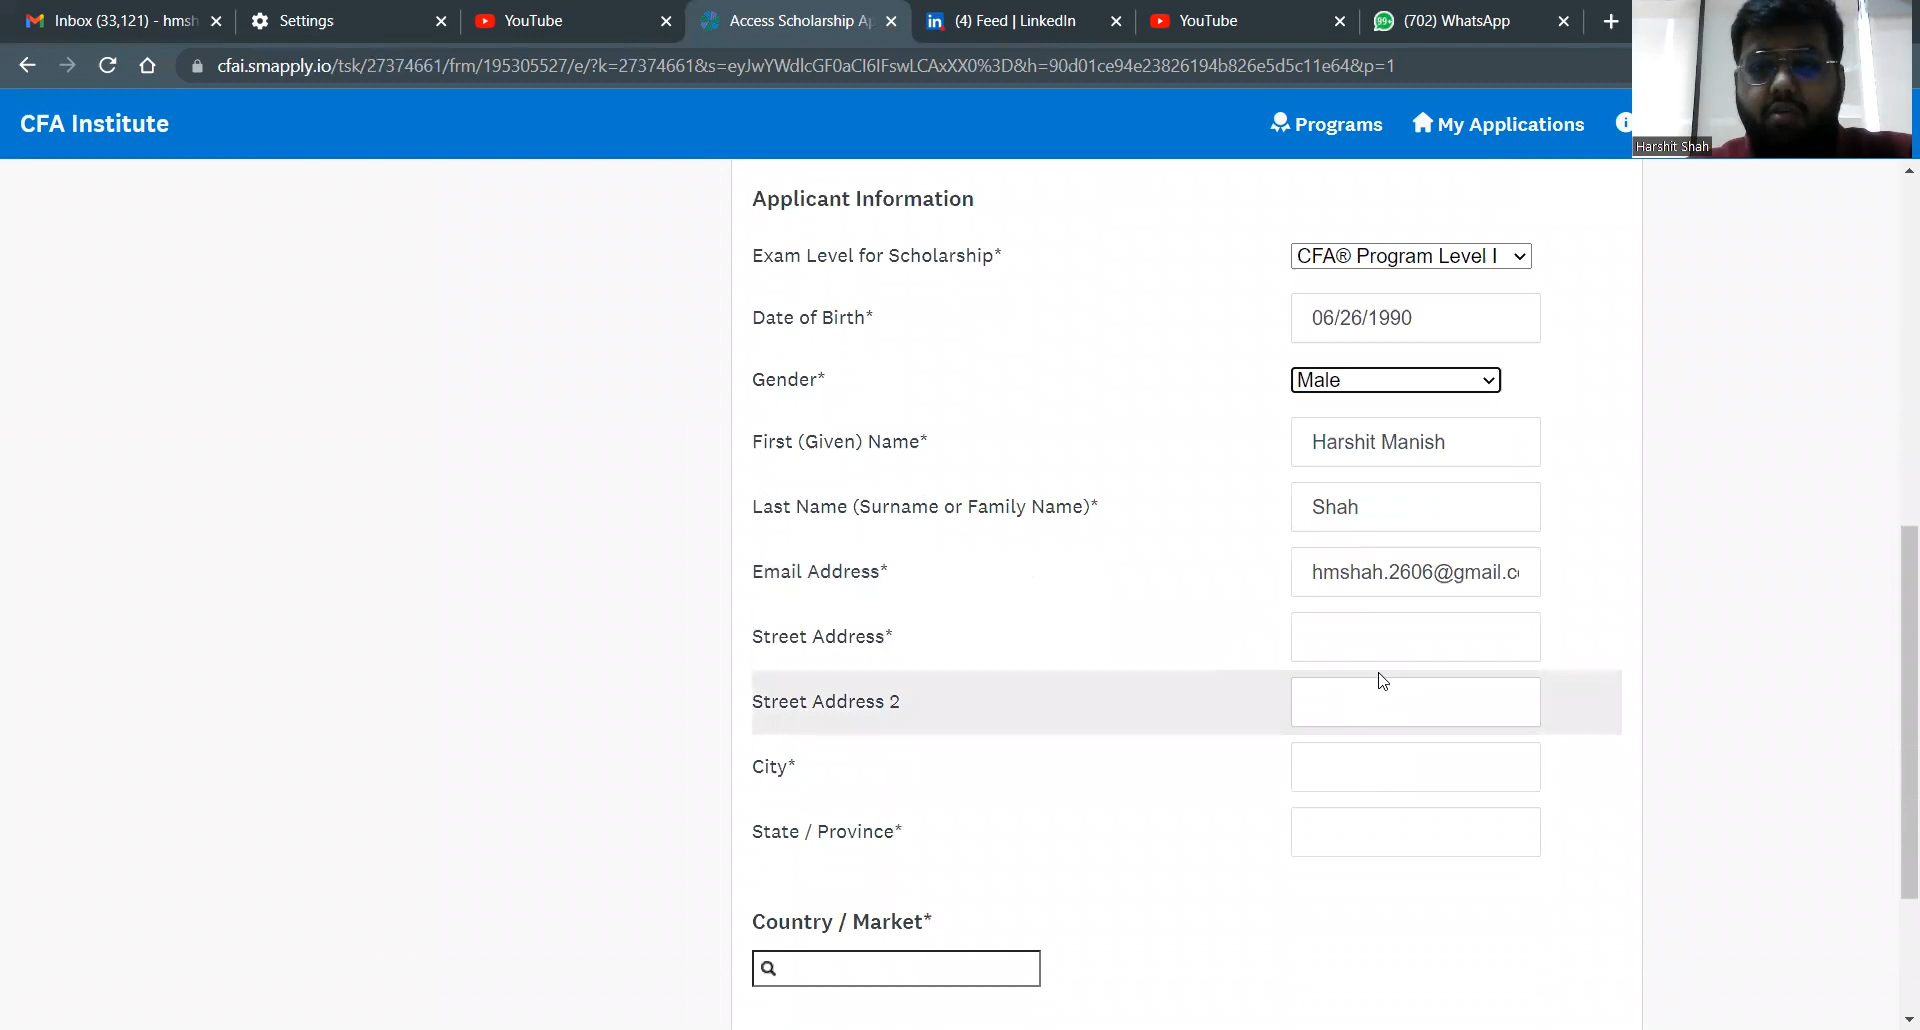 Inbox (33,121) - hmsh
Settings
YouTube
Access Scholarship Ap
(4) Feed | LinkedIn
YouTube
99+
(702) WhatsApp
cfai.smapply.io/tsk/27374661/frm/195305527/e/?k=27374661&s=eyJwYWdlcGF0aCI6IFswLCAxXX0%3D&h=90d01ce94e23826194b826e5d5c11e64&p=1
CFA Institute
Programs
My Applications
Harshit Shah
Applicant Information
Exam Level for Scholarship*
CFA® Program Level I
Date of Birth*
06/26/1990
Gender*
Male
First (Given) Name*
Harshit Manish
Last Name (Surname or Family Name)*
Shah
Email Address*
hmshah.2606@gmail.c
Street Address*
Street Address 2
City*
State / Province*
Country / Market*